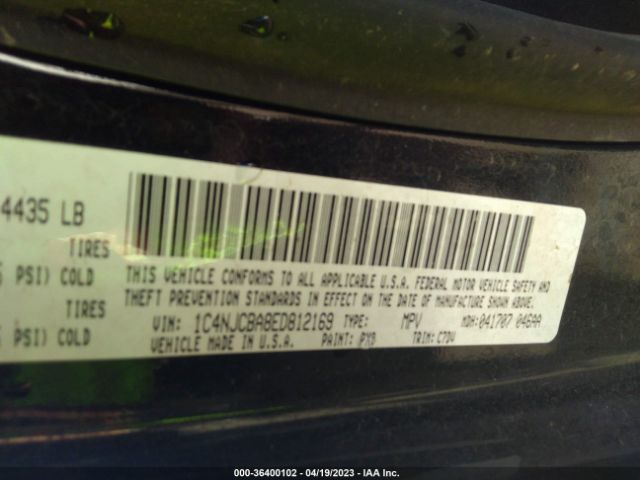 4435 LB
TIRES
PSI) COLD
TIRES
PSI) COLD
THIS VEHICLE CONFORMS TO ALL APPLICABLE U.S.A. FEDERAL MOTOR VEHICLE SAFETY AND
THEFT PREVENTION STANDARDS IN EFFECT ON THE DATE OF MANUFACTURE SHOWN ABOVE.
VIN: 1C4NJCBA8ED812169 TYPE: MPV MDH: 041707 046AA
VEHICLE MADE IN U.S.A. PAINT: PX8 TRIM: C7DV
000-36400102 - 04/19/2023 - IAA Inc.